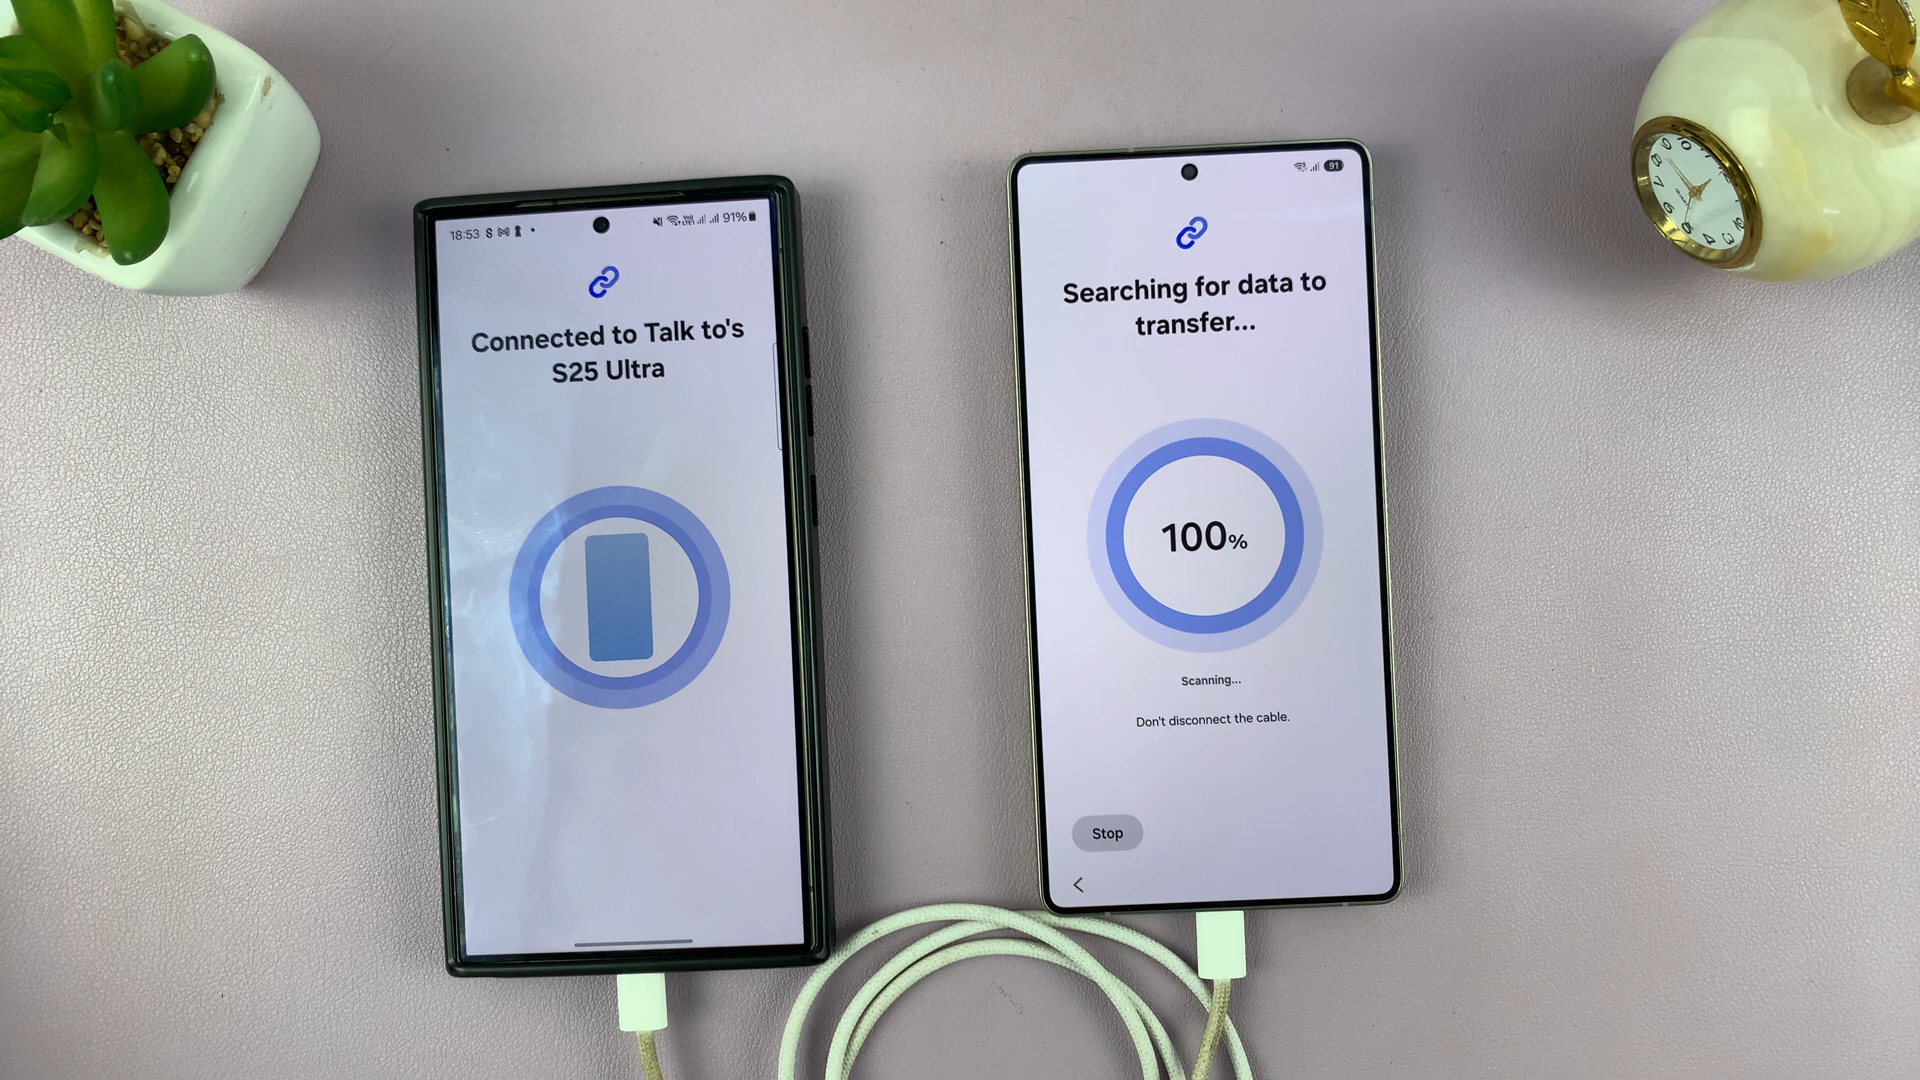 18:53
91%
Connected to Talk to's
S25 Ultra
91
Searching for data to
transfer...
100%
Scanning...
Don't disconnect the cable.
Stop